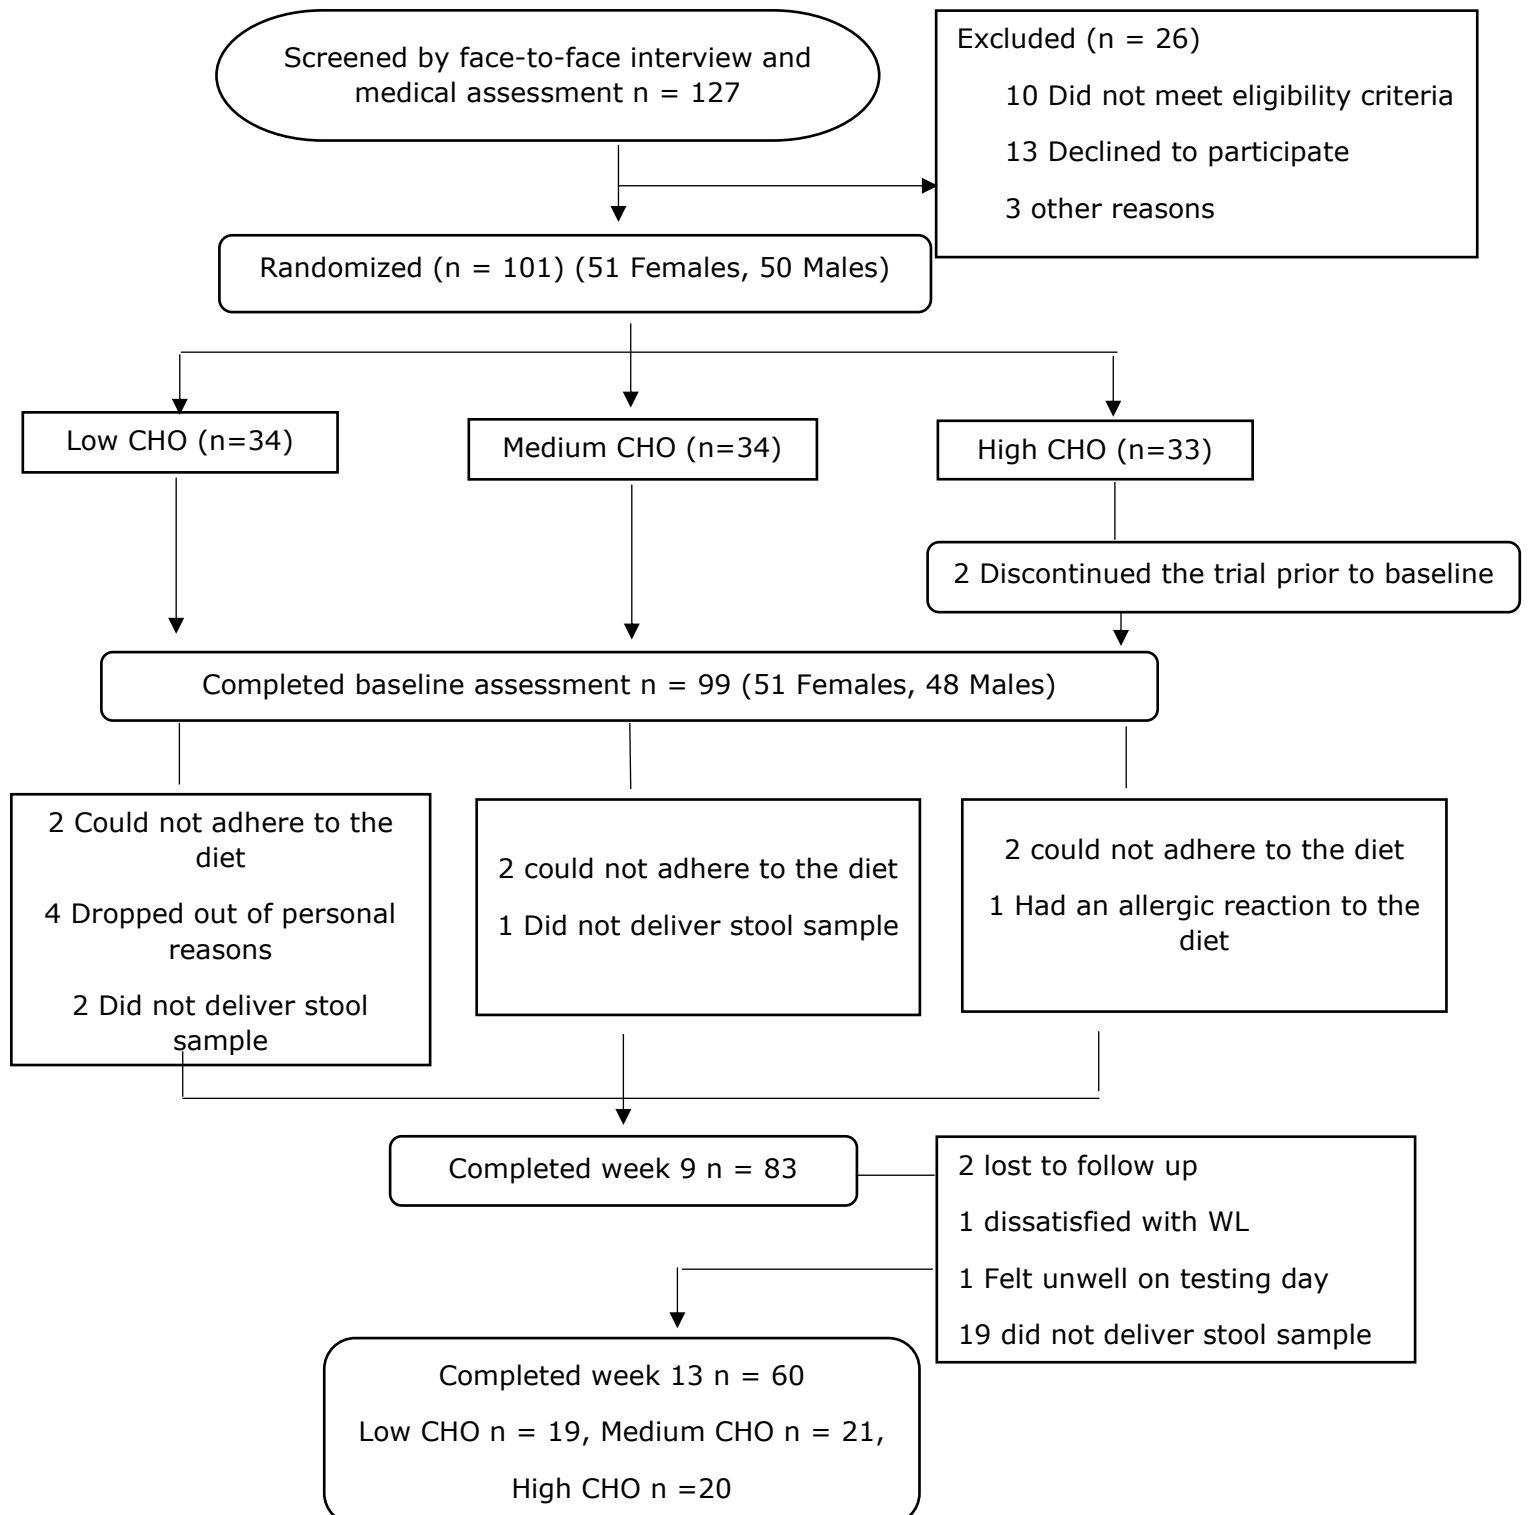 Screened by face-to-face interview and
medical assessment n = 127
Excluded (n = 26)
10 Did not meet eligibility criteria
13 Declined to participate
3 other reasons
Randomized (n = 101) (51 Females, 50 Males)
Low CHO (n=34)
Medium CHO (n=34)
High CHO (n=33)
2 Discontinued the trial prior to baseline
Completed baseline assessment n = 99 (51 Females, 48 Males)
2 Could not adhere to the
diet
4 Dropped out of personal
reasons
2 Did not deliver stool
sample
2 could not adhere to the diet
1 Did not deliver stool sample
2 could not adhere to the diet
1 Had an allergic reaction to the
diet
Completed week 9 n = 83
2 lost to follow up
1 dissatisfied with WL
1 Felt unwell on testing day
19 did not deliver stool sample
Completed week 13 n = 60
Low CHO n = 19, Medium CHO n = 21,
High CHO n =20